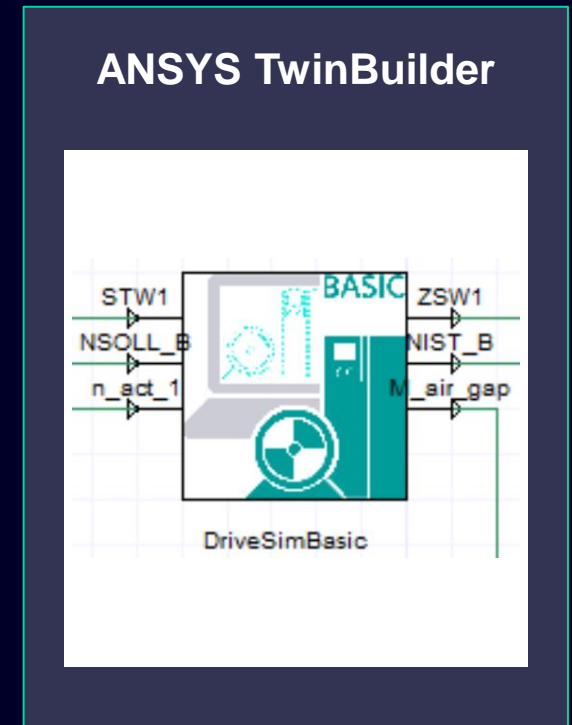 ANSYS TwinBuilder
BASIC
STW1
ZSW1
NSOLL_B
NIST_B
n_act_1
M_air_gap
DriveSimBasic